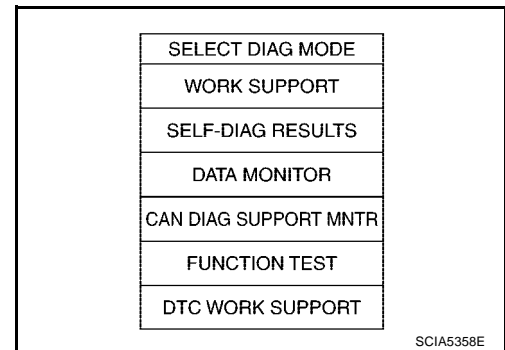 SELECT DIAG MODE
WORK SUPPORT
SELF-DIAG RESULTS
DATA MONITOR
CAN DIAG SUPPORT MNTR
FUNCTION TEST
DTC WORK SUPPORT
SCIA5358E